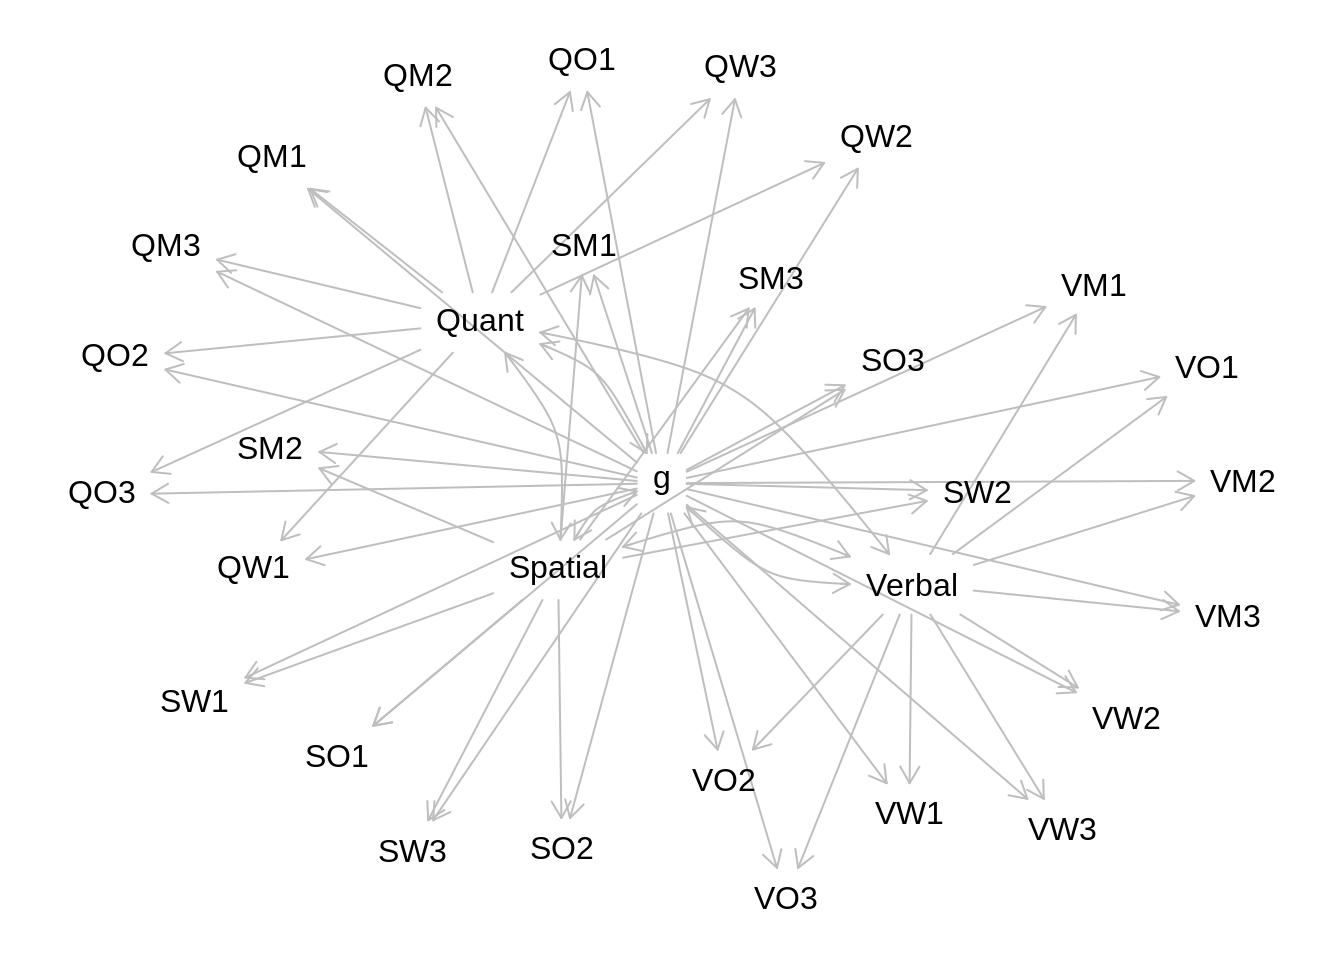 QO1
QW3
QM2
QW2
QM1
QM3
SM1
SM3
VM1
Quant
QO2
SO3
VO1
SM2
g
VM2
QO3
SW2
QW1
Spatial
Verbal
VM3
SW1
VW2
SO1
VO2
VW1
VW3
SW3
SO2
VO3